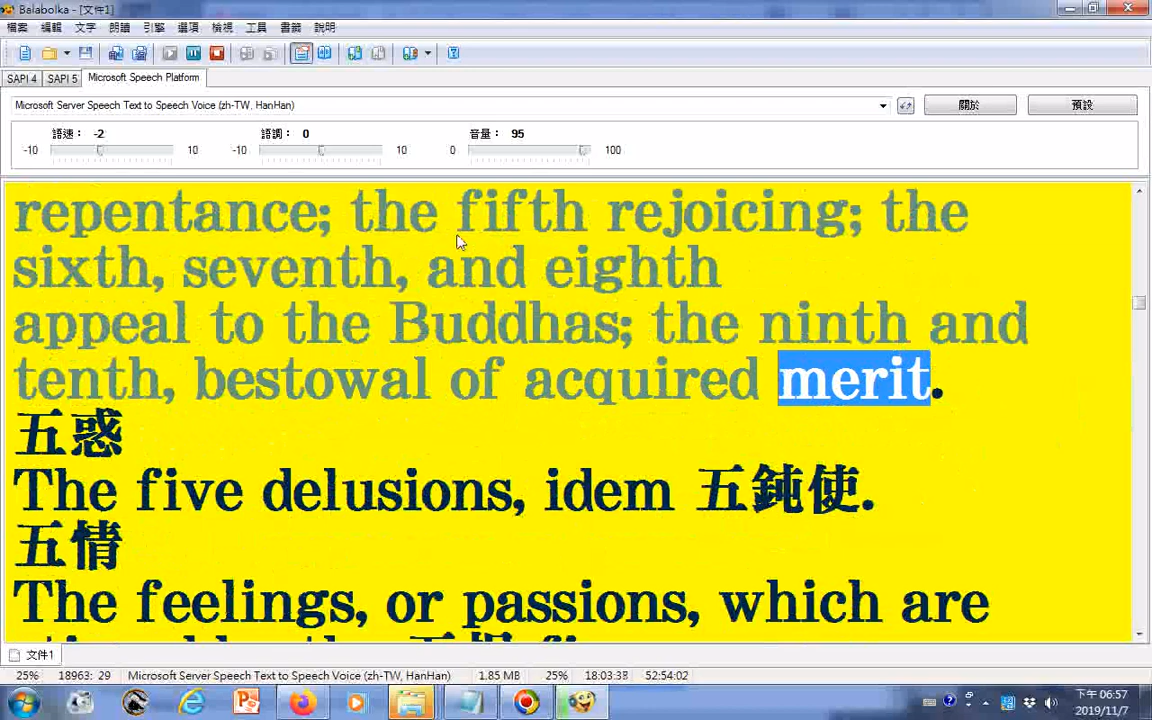 Balabolka - [文件1]
檔案 編輯 文字 朗讀 引擎 選項 檢視 工具 書籤 說明
SAPI 4 SAPI 5 Microsoft Speech Platform
Microsoft Server Speech Text to Speech Voice (zh-TW, HanHan) 關於 預設
語速： -2 語調： 0 音量： 95
-10 10 -10 10 0 100
repentance; the fifth rejoicing; the
sixth, seventh, and eighth
appeal to the Buddhas; the ninth and
tenth, bestowal of acquired merit.
五惑
The five delusions, idem 五鈍使.
五情
The feelings, or passions, which are
文件1
25% 18963: 29 Microsoft Server Speech Text to Speech Voice (zh-TW, HanHan) 1.85 MB 25% 18:03:38 52:54:02
下午 06:57
2019/11/7